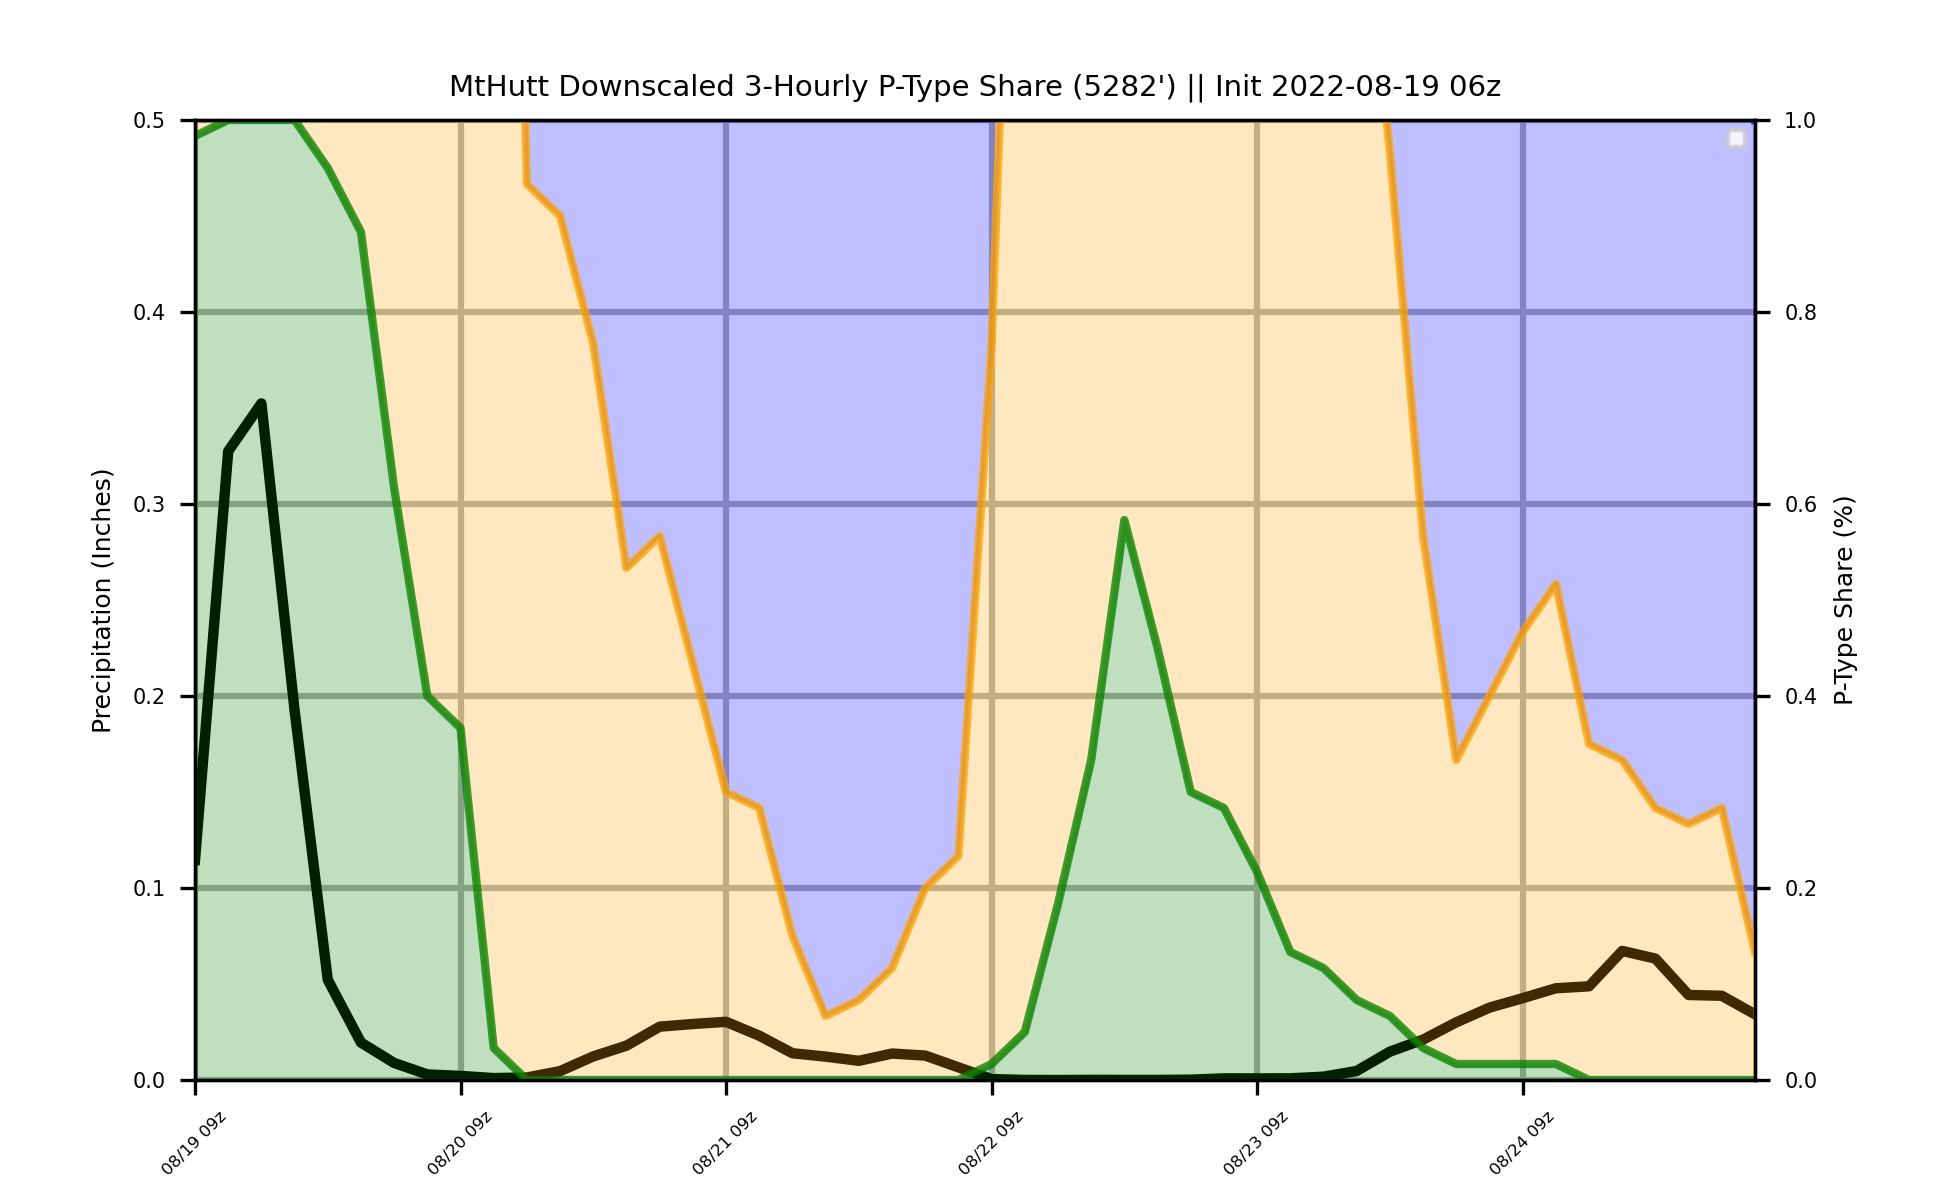 MtHutt Downscaled 3-Hourly P-Type Share (5282') || Init 2022-08-19 06z
Precipitation (Inches)
0.5
0.4
0.3
0.2
0.1
0.0
1.0
0.8
0.6
0.4
0.2
0.0
P-Type Share (%)
08/19 09z
08/20 09z
08/21 09z
08/22 09z
08/23 09z
08/24 09z